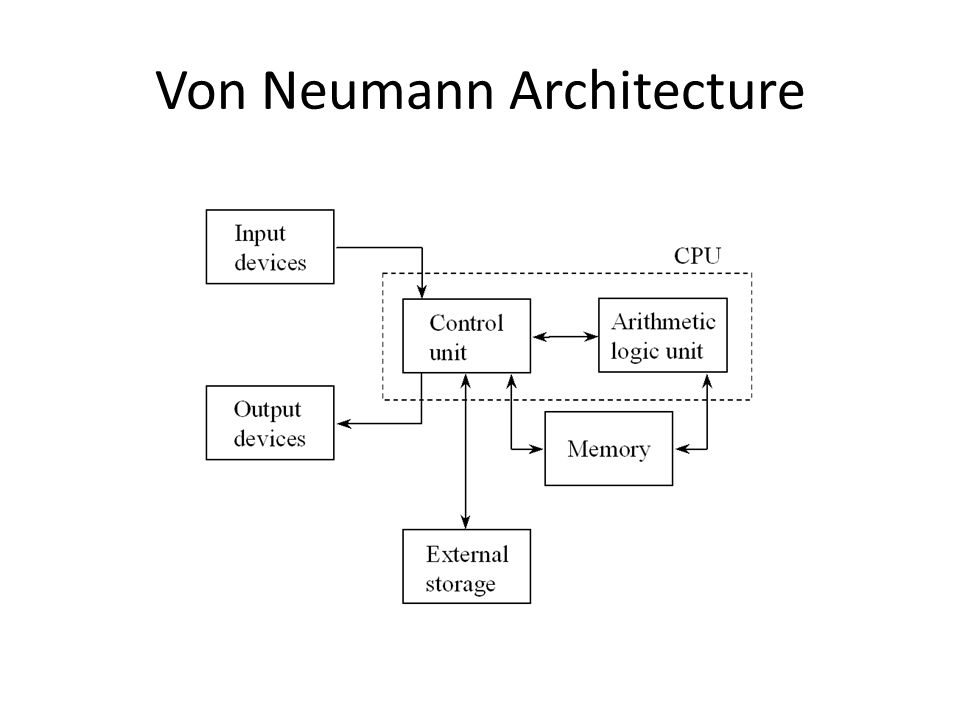 Von Neumann Architecture
Input
devices
CPU
Control
unit
Arithmetic
logic unit
Output
devices
Memory
External
storage